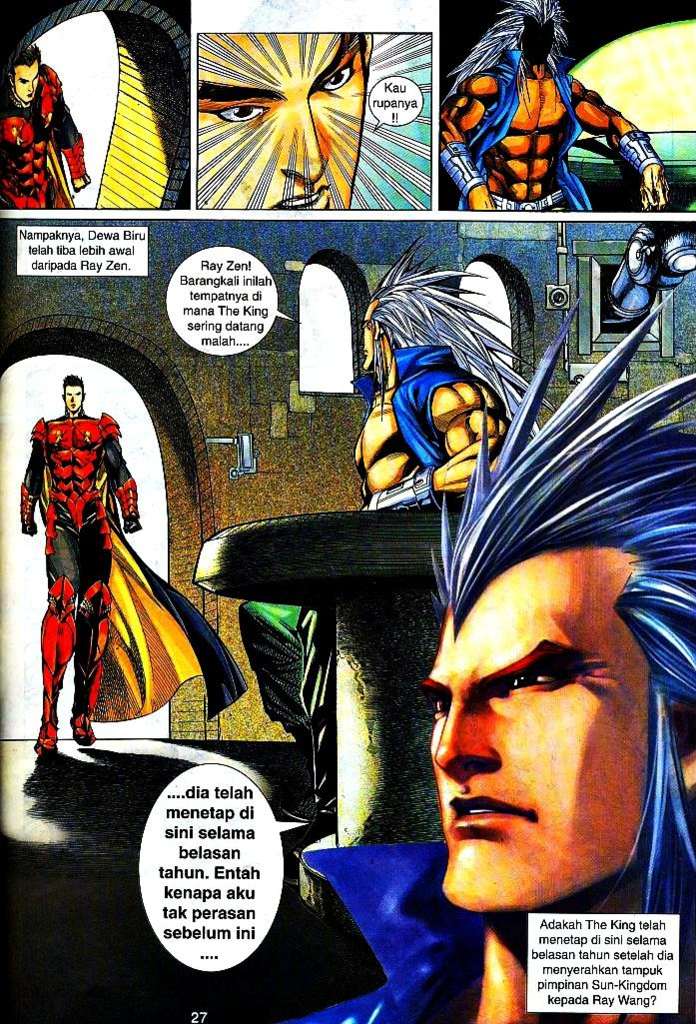 Kau
rupanya
!!
Nampaknya, Dewa Biru
telah tiba lebih awal
daripada Ray Zen.
Ray Zen!
Barangkali inilah
tempatnya di
mana The King
sering datang
malah....
....dia telah
menetap di
sini selama
belasan
tahun. Entah
kenapa aku
tak perasan
sebelum ini
....
Adakah The King telah
menetap di sini selama
belasan tahun setelah dia
menyerahkan tampuk
pimpinan Sun-Kingdom
kepada Ray Wang?
27